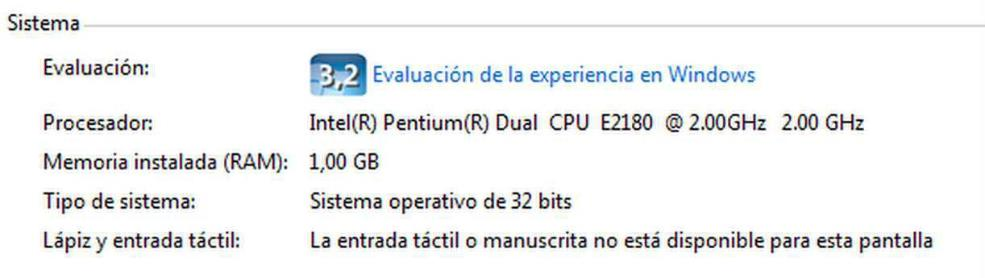 Sistema
Evaluación: 3,2 Evaluación de la experiencia en Windows
Procesador: Intel(R) Pentium(R) Dual CPU E2180 @ 2.00GHz 2.00 GHz
Memoria instalada (RAM): 1,00 GB
Tipo de sistema: Sistema operativo de 32 bits
Lápiz y entrada táctil: La entrada táctil o manuscrita no está disponible para esta pantalla